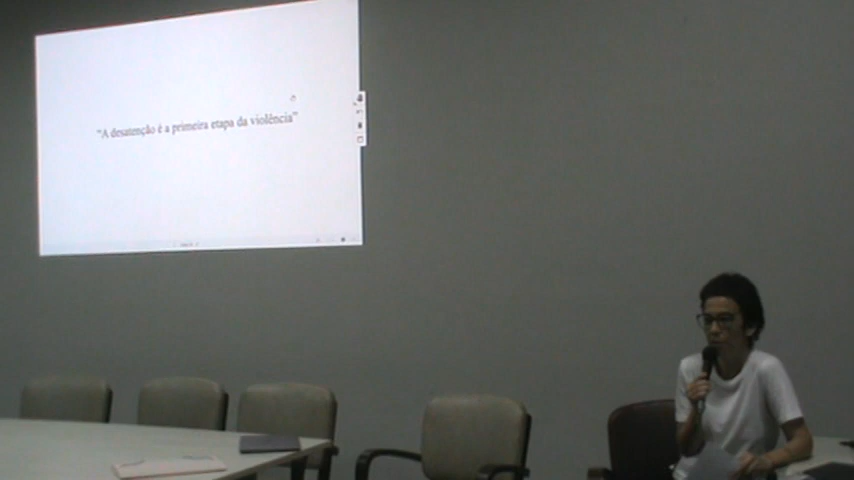 "A desatenção é a primeira etapa da violência"